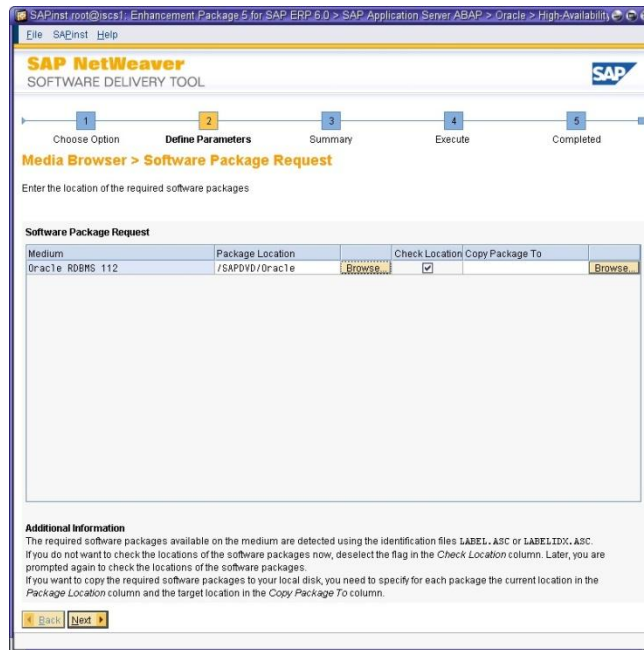 SAPinst root@iscs1: Enhancement Package 5 for SAP ERP 6.0 > SAP Application Server ABAP > Oracle > High-Availability
File SAPinst Help
SAP NetWeaver
SOFTWARE DELIVERY TOOL
SAP
1 2 3 4 5
Choose Option Define Parameters Summary Execute Completed
Media Browser > Software Package Request
Enter the location of the required software packages
Software Package Request
Medium Package Location Check Location Copy Package To
Oracle RDBMS 112 /SAPDVD/Oracle Browse... Browse...
Additional Information
The required software packages available on the medium are detected using the identification files LABEL.ASC or LABELIDX.ASC.
If you do not want to check the locations of the software packages now, deselect the flag in the Check Location column. Later, you are
prompted again to check the locations of the software packages.
If you want to copy the required software packages to your local disk, you need to specify for each package the current location in the
Package Location column and the target location in the Copy Package To column.
Back Next